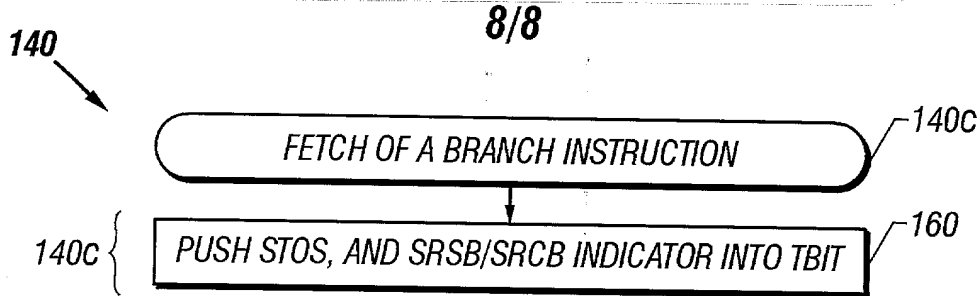 8/8
140
FETCH OF A BRANCH INSTRUCTION
140C
140C
PUSH STOS, AND SRSB/SRCB INDICATOR INTO TBIT
160